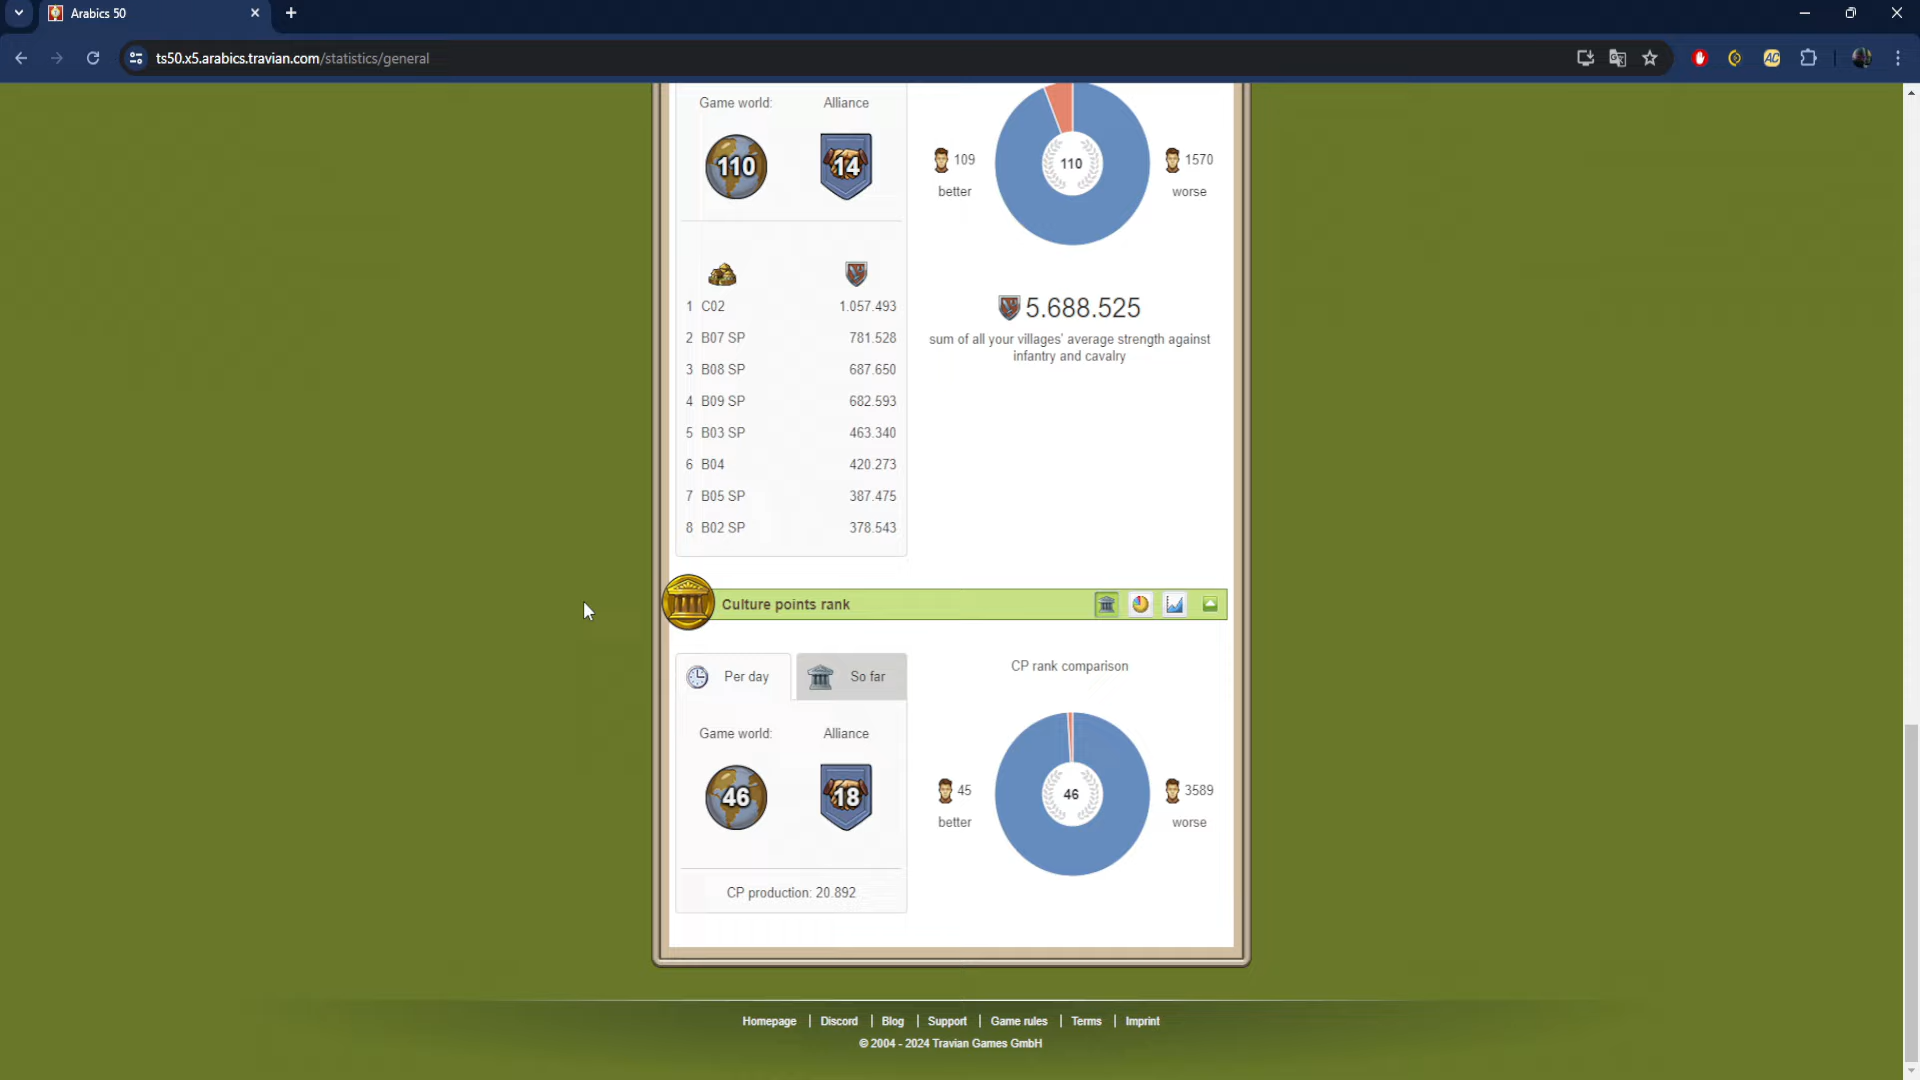 Arabics 50
ts50.x5.arabics.travian.com/statistics/general
Game world: Alliance
110 14
109 better
110
1570 worse
1 C02 1.057.493
2 B07 SP 781.528
3 B08 SP 687.650
4 B09 SP 682.593
5 B03 SP 463.340
6 B04 420.273
7 B05 SP 387.475
8 B02 SP 378.543
5.688.525
sum of all your villages' average strength against
infantry and cavalry
Culture points rank
Per day So far
Game world: Alliance
46 18
CP production: 20.892
CP rank comparison
45 better
46
3589 worse
Homepage | Discord | Blog | Support | Game rules | Terms | Imprint
© 2004 - 2024 Travian Games GmbH